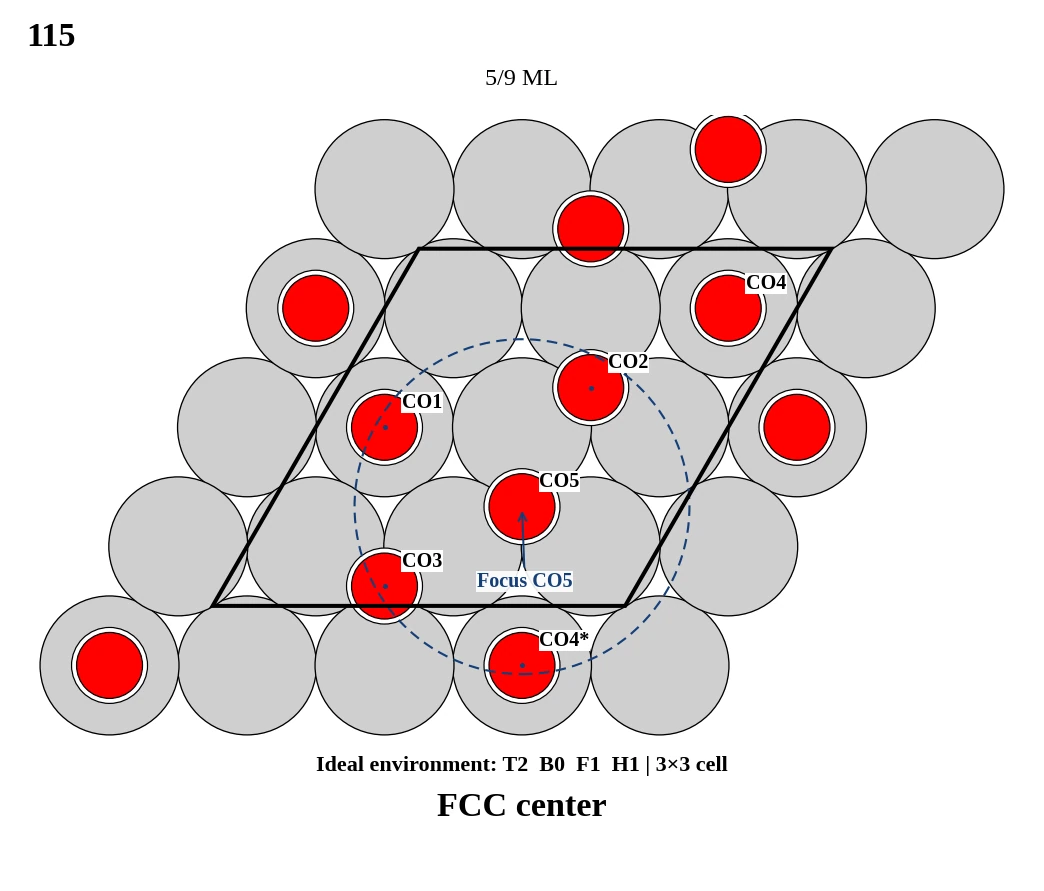 115
5/9 ML
CO4
CO2
CO1
CO5
CO3
Focus CO5
CO4*
Ideal environment: T2  B0  F1  H1 | 3×3 cell
FCC center